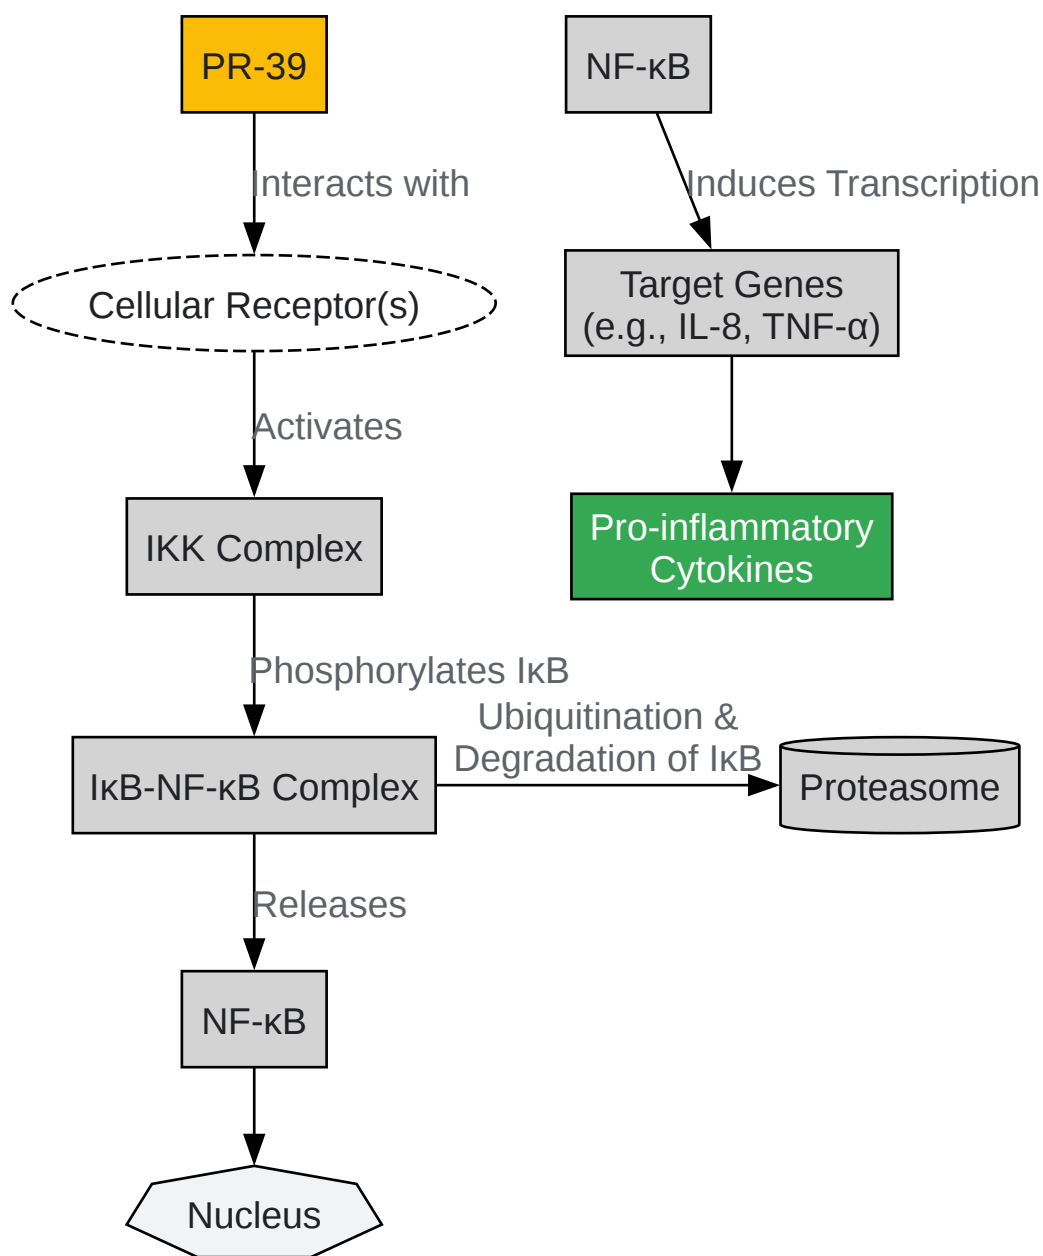 PR-39
NF-κB
Interacts with
Induces Transcription
Cellular Receptor(s)
Target Genes
(e.g., IL-8, TNF-α)
Activates
IKK Complex
Pro-inflammatory
Cytokines
Phosphorylates IκB
Ubiquitination &
Degradation of IκB
IκB-NF-κB Complex
Proteasome
Releases
NF-κB
Nucleus